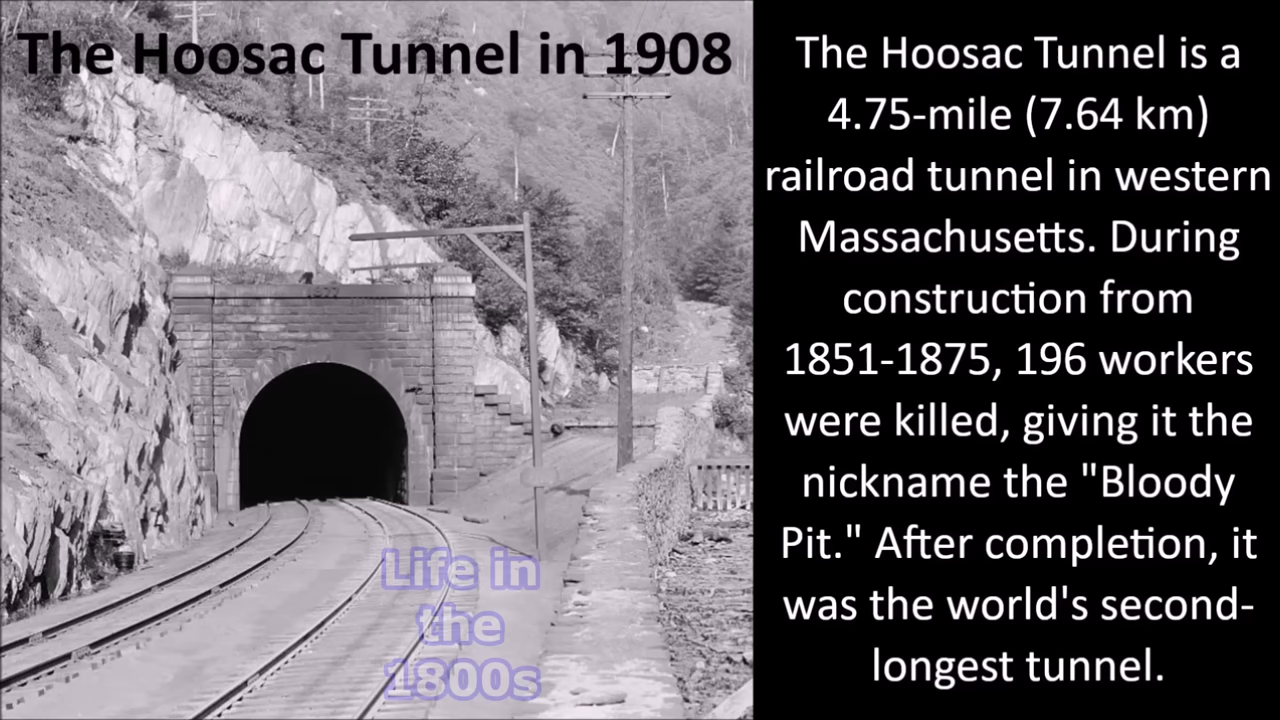 The Hoosac Tunnel in 1908
The Hoosac Tunnel is a
4.75-mile (7.64 km)
railroad tunnel in western
Massachusetts. During
construction from
1851-1875, 196 workers
were killed, giving it the
nickname the "Bloody
Pit." After completion, it
was the world's second-
longest tunnel.
Life in
the
1800s